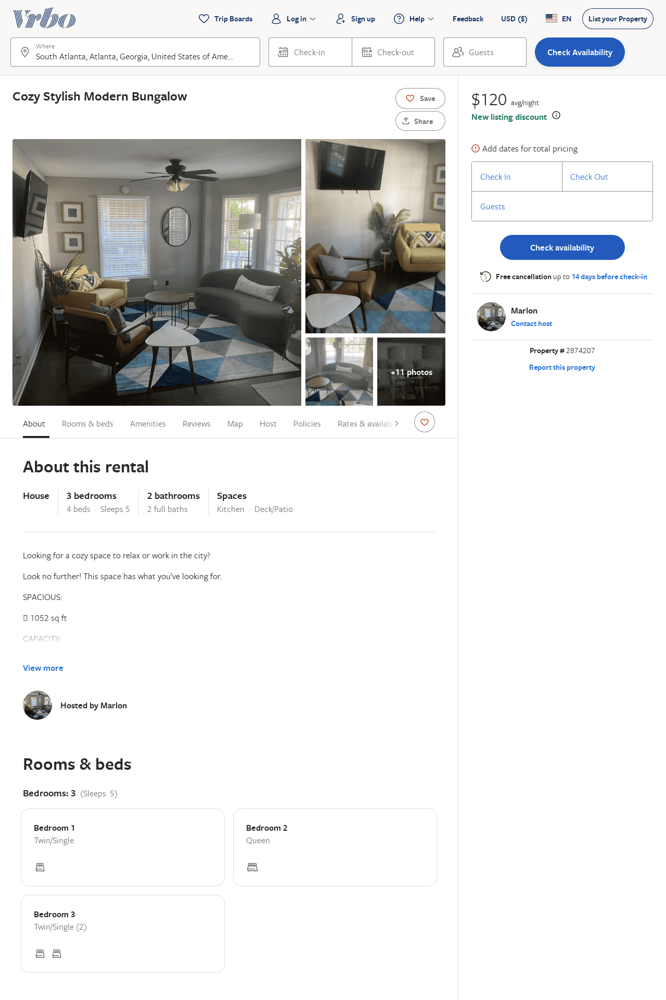 Vrbo
Trip Boards
Log in
Sign up
Help
Feedback
USD ($)
EN
List your Property
Where
South Atlanta, Atlanta, Georgia, United States of Ame...
Check-in
Check-out
Guests
Check Availability
Cozy Stylish Modern Bungalow
Save
Share
+11 photos
$120 avg/night
New listing discount
Add dates for total pricing
Check In
Check Out
Guests
Check availability
Free cancellation up to 14 days before check-in
Marlon
Contact host
Property # 2874207
Report this property
About
Rooms & beds
Amenities
Reviews
Map
Host
Policies
Rates & availab
About this rental
House
3 bedrooms
4 beds · Sleeps 5
2 bathrooms
2 full baths
Spaces
Kitchen · Deck/Patio
Looking for a cozy space to relax or work in the city?
Look no further! This space has what you’ve looking for.
SPACIOUS:
▯ 1052 sq ft
CAPACITY:
View more
Hosted by Marlon
Rooms & beds
Bedrooms: 3 (Sleeps: 5)
Bedroom 1
Twin/Single
Bedroom 2
Queen
Bedroom 3
Twin/Single (2)